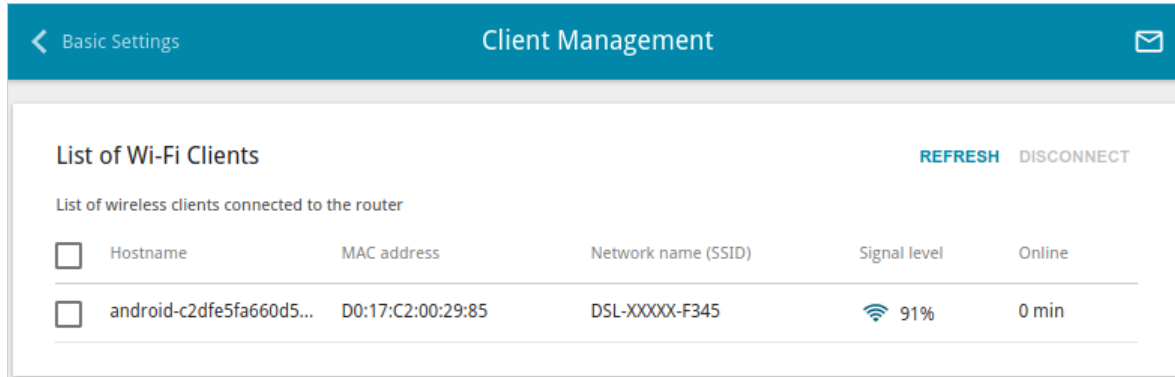 Basic Settings Client Management
List of Wi-Fi Clients REFRESH DISCONNECT
List of wireless clients connected to the router
Hostname MAC address Network name (SSID) Signal level Online
android-c2dfe5fa660d5... D0:17:C2:00:29:85 DSL-XXXXX-F345 91% 0 min